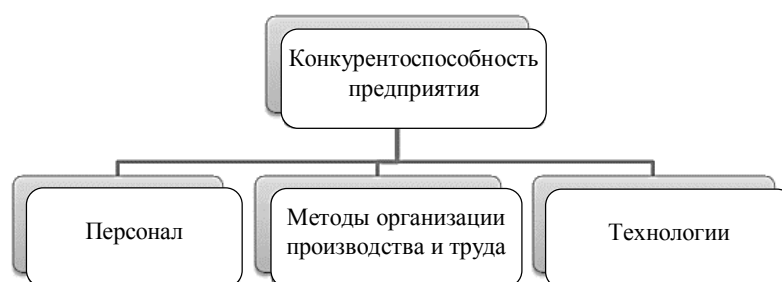 Конкурентоспособность
предприятия
Персонал
Методы организации
производства и труда
Технологии